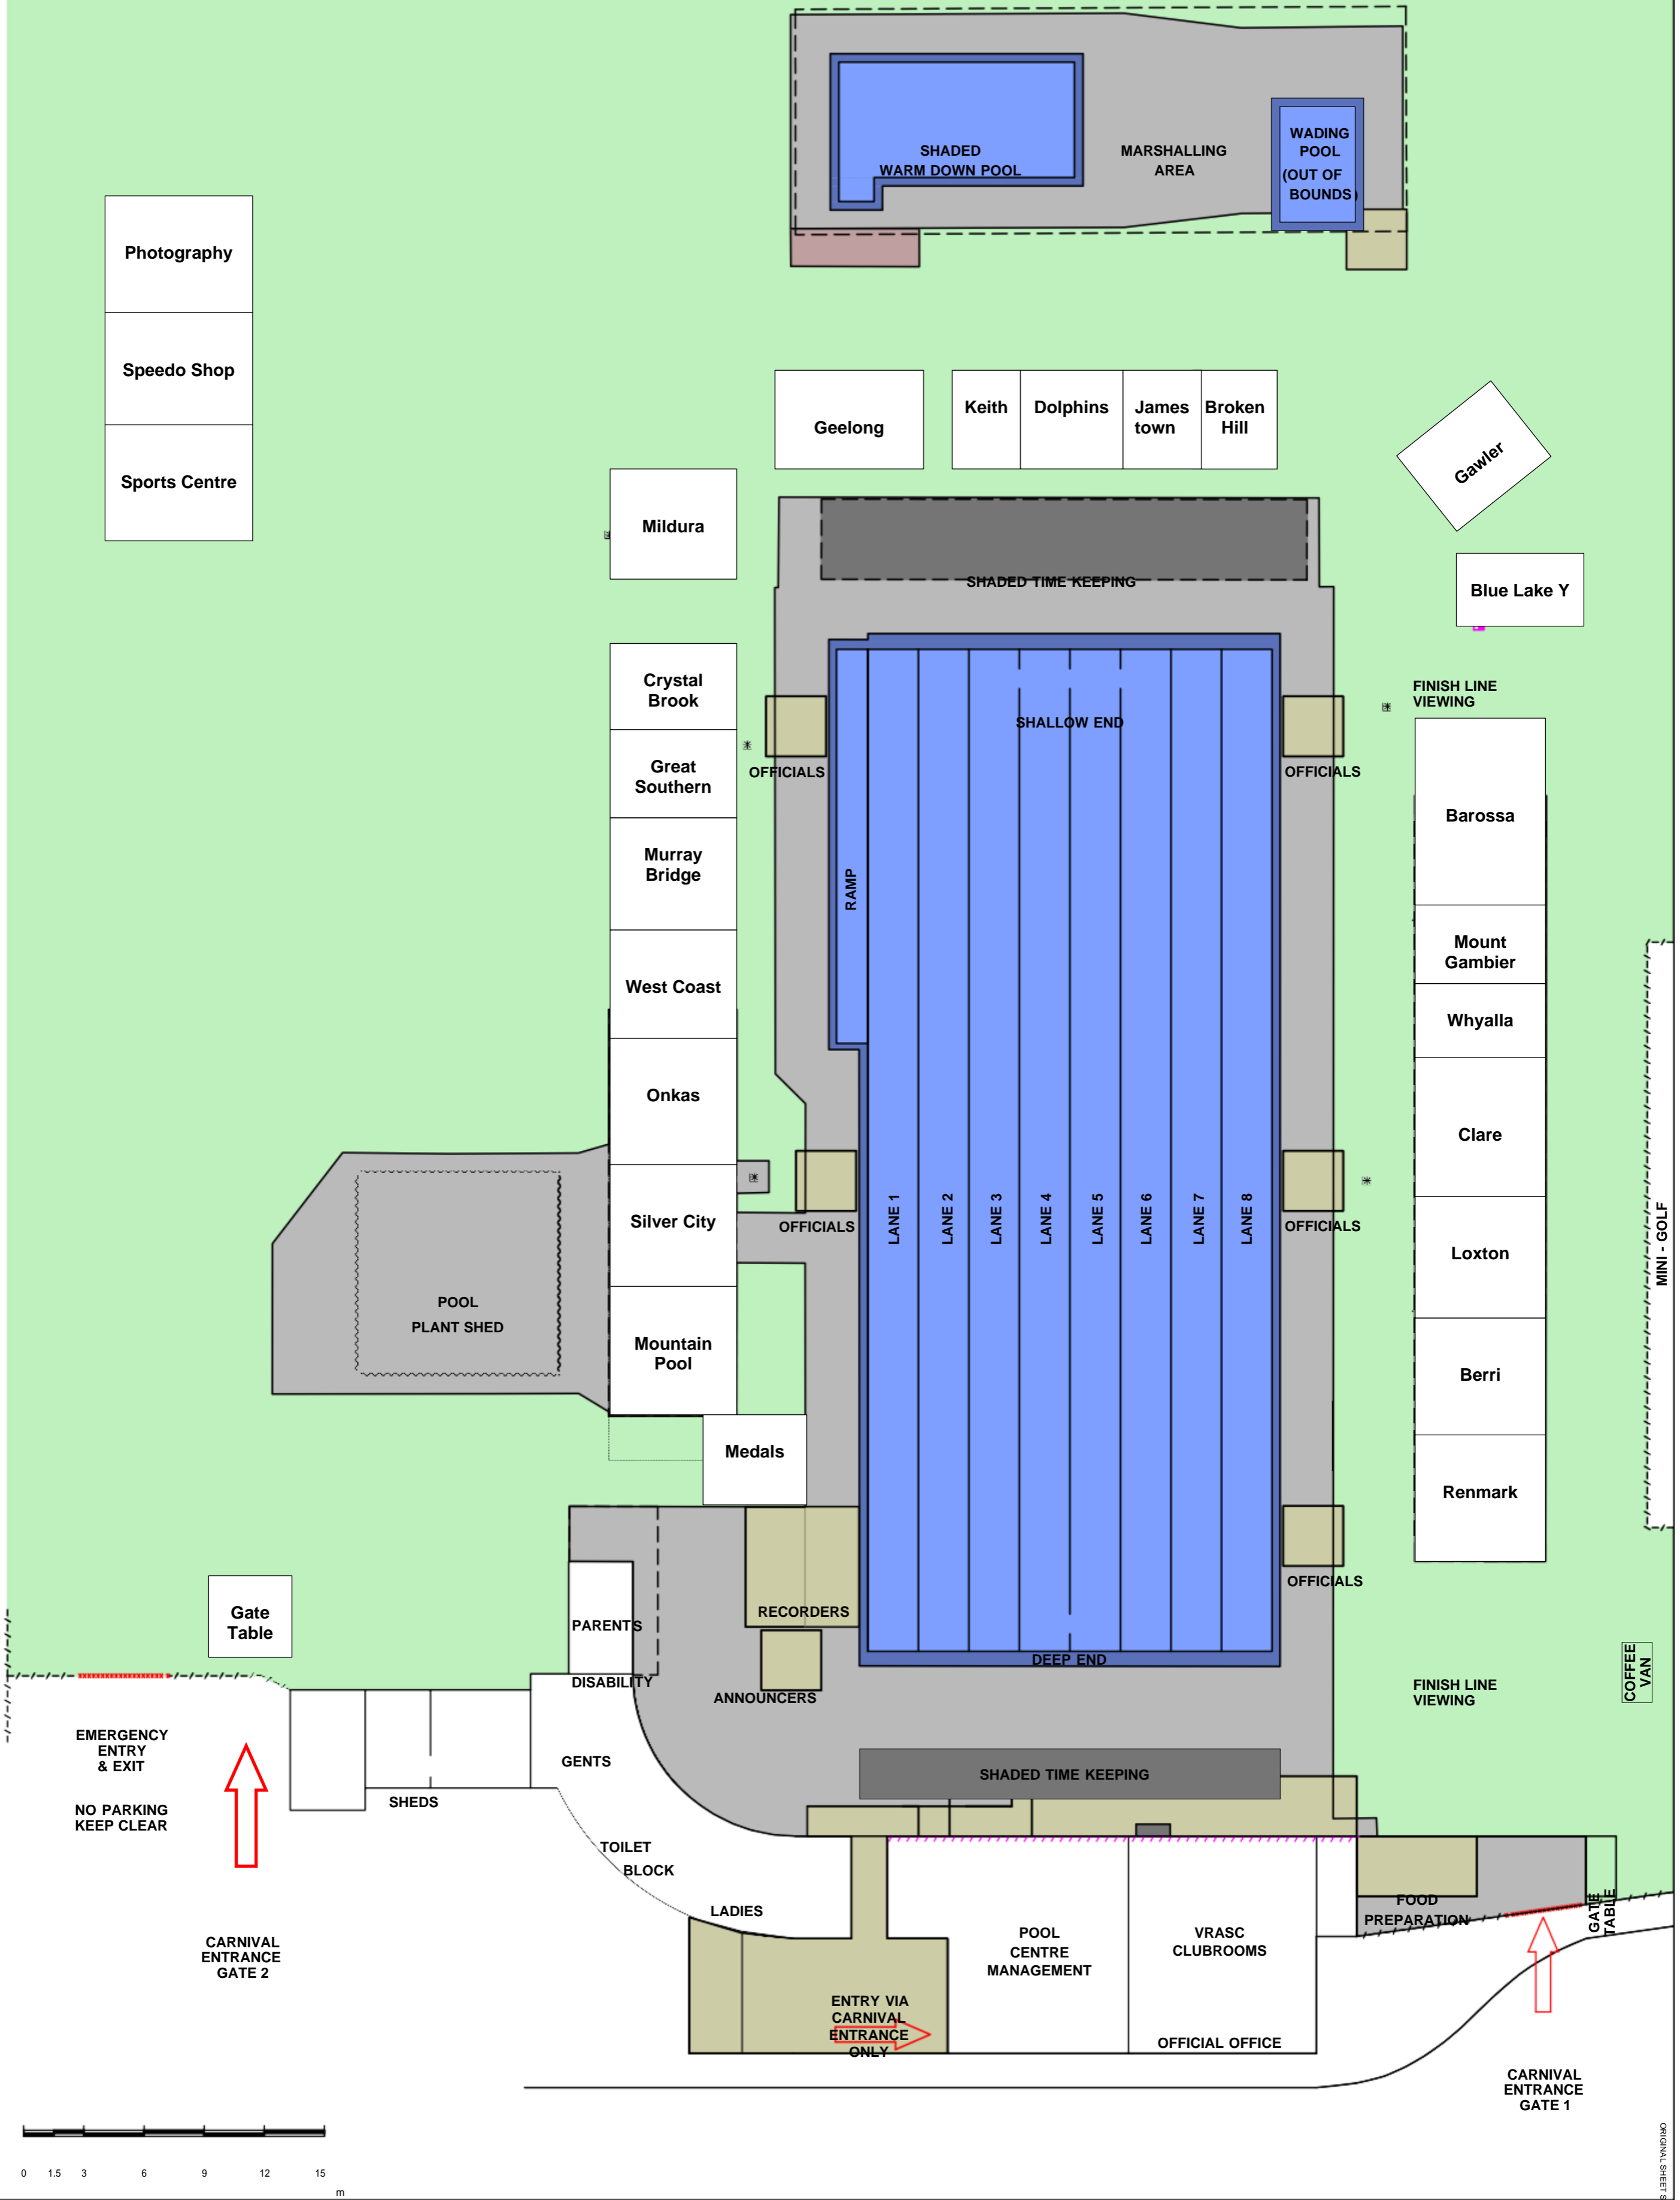 SHADED
WARM DOWN POOL
MARSHALLING
AREA
WADING
POOL
(OUT OF
BOUNDS)
Photography
Speedo Shop
Sports Centre
Geelong
Keith
Dolphins
James
town
Broken
Hill
Gawler
Mildura
SHADED TIME KEEPING
Blue Lake Y
Crystal
Brook
Great
Southern
Murray
Bridge
West Coast
Onkas
Silver City
Mountain
Pool
Medals
OFFICIALS
SHALLOW END
OFFICIALS
FINISH LINE
VIEWING
RAMP
Barossa
Mount
Gambier
Whyalla
Clare
Loxton
Berri
Renmark
MINI - GOLF
OFFICIALS
LANE 1
LANE 2
LANE 3
LANE 4
LANE 5
LANE 6
LANE 7
LANE 8
OFFICIALS
POOL
PLANT SHED
OFFICIALS
Gate
Table
PARENTS
RECORDERS
DISABILITY
ANNOUNCERS
DEEP END
FINISH LINE
VIEWING
COFFEE
VAN
EMERGENCY
ENTRY
& EXIT
NO PARKING
KEEP CLEAR
SHEDS
GENTS
SHADED TIME KEEPING
TOILET
BLOCK
LADIES
CARNIVAL
ENTRANCE
GATE 2
POOL
CENTRE
MANAGEMENT
VRASC
CLUBROOMS
FOOD
PREPARATION
GATE
TABLE
ENTRY VIA
CARNIVAL
ENTRANCE
ONLY
OFFICIAL OFFICE
CARNIVAL
ENTRANCE
GATE 1
0 1.5 3 6 9 12 15
m
ORIGINAL SHEET S